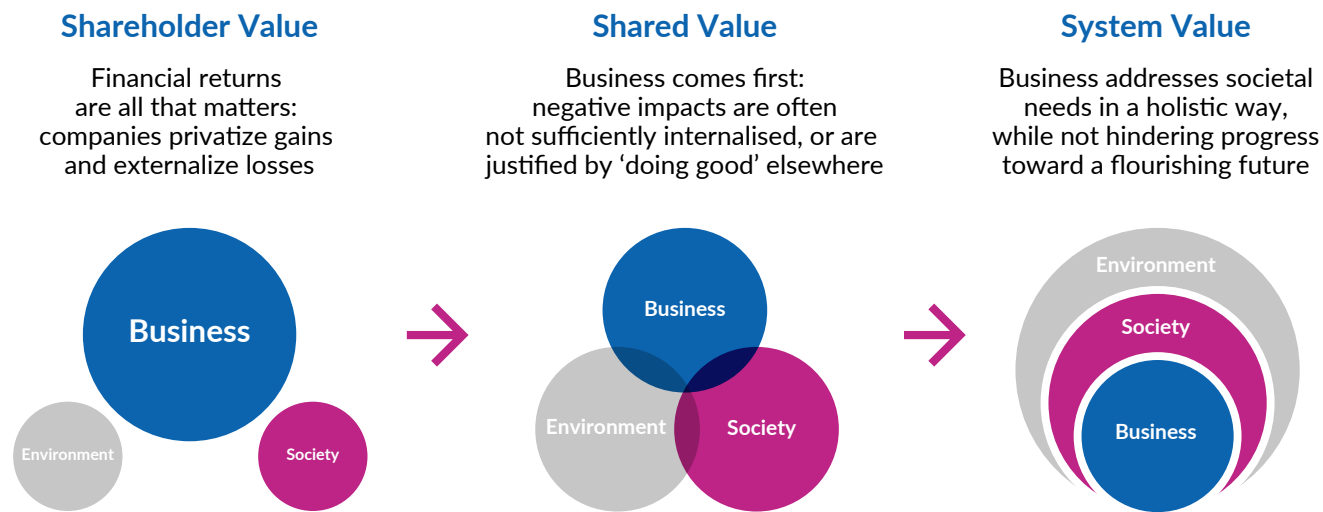 Shareholder Value
Financial returns
are all that matters:
companies privatize gains
and externalize losses
Business
Environment
Society
Shared Value
Business comes first:
negative impacts are often
not sufficiently internalised, or are
justified by ‘doing good’ elsewhere
Business
Environment
Society
System Value
Business addresses societal
needs in a holistic way,
while not hindering progress
toward a flourishing future
Environment
Society
Business